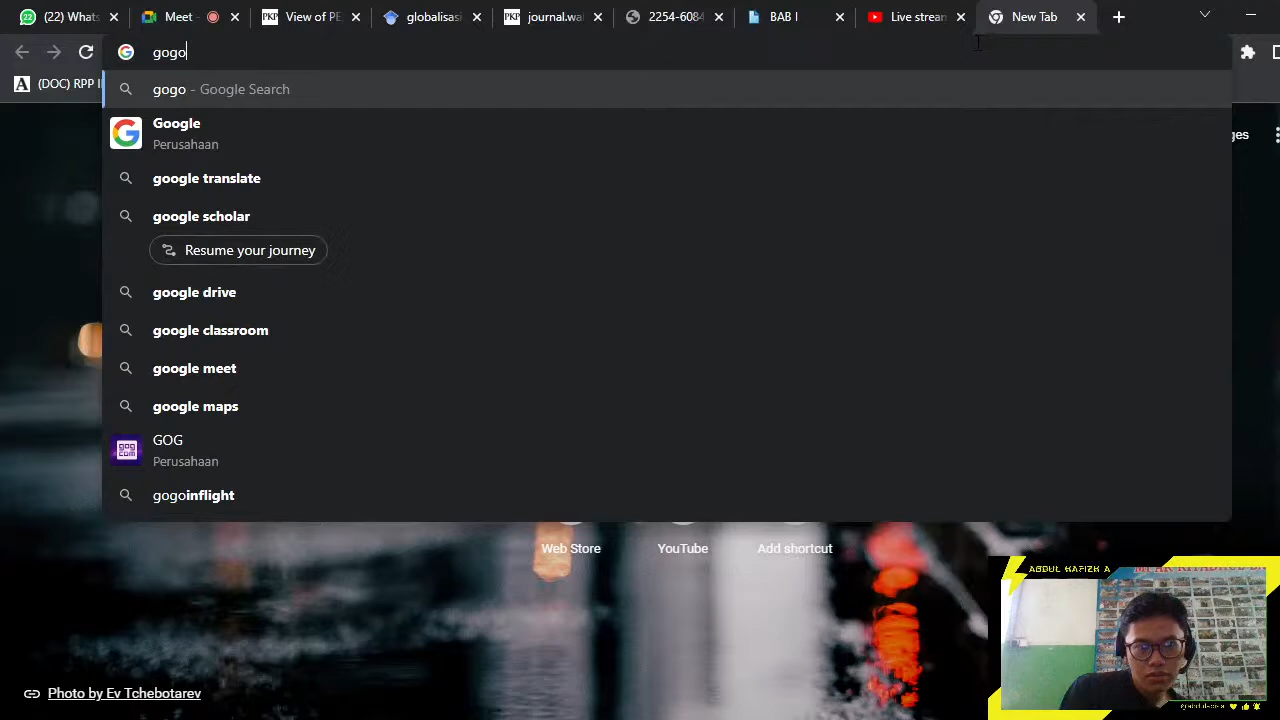 (22) Whats
Meet -
View of PE
globalisasi
journal.wa
2254-6084
BAB I
Live stream
New Tab
gogo
(DOC) RPP I
gogo - Google Search
Google
Perusahaan
ges
google translate
google scholar
Resume your journey
google drive
google classroom
google meet
google maps
GOG
Perusahaan
gogoinflight
Web Store
YouTube
Add shortcut
ABDUL HAFIZH A
Photo by Ev Tchebotarev